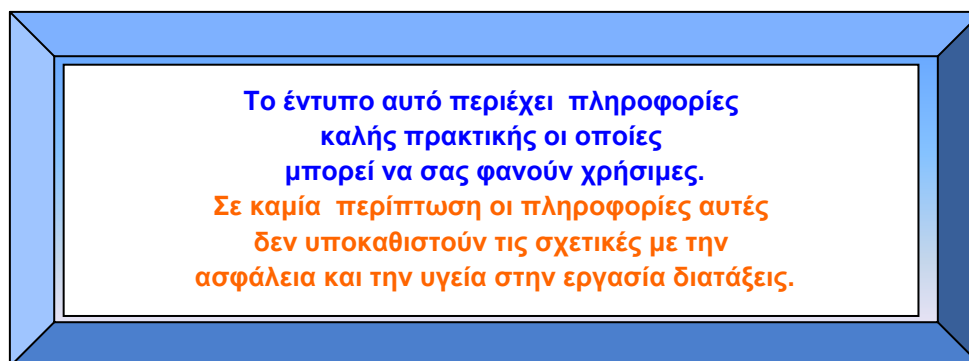 Το έντυπο αυτό περιέχει πληροφορίες
καλής πρακτικής οι οποίες
μπορεί να σας φανούν χρήσιμες.
Σε καμία περίπτωση οι πληροφορίες αυτές
δεν υποκαθιστούν τις σχετικές με την
ασφάλεια και την υγεία στην εργασία διατάξεις.